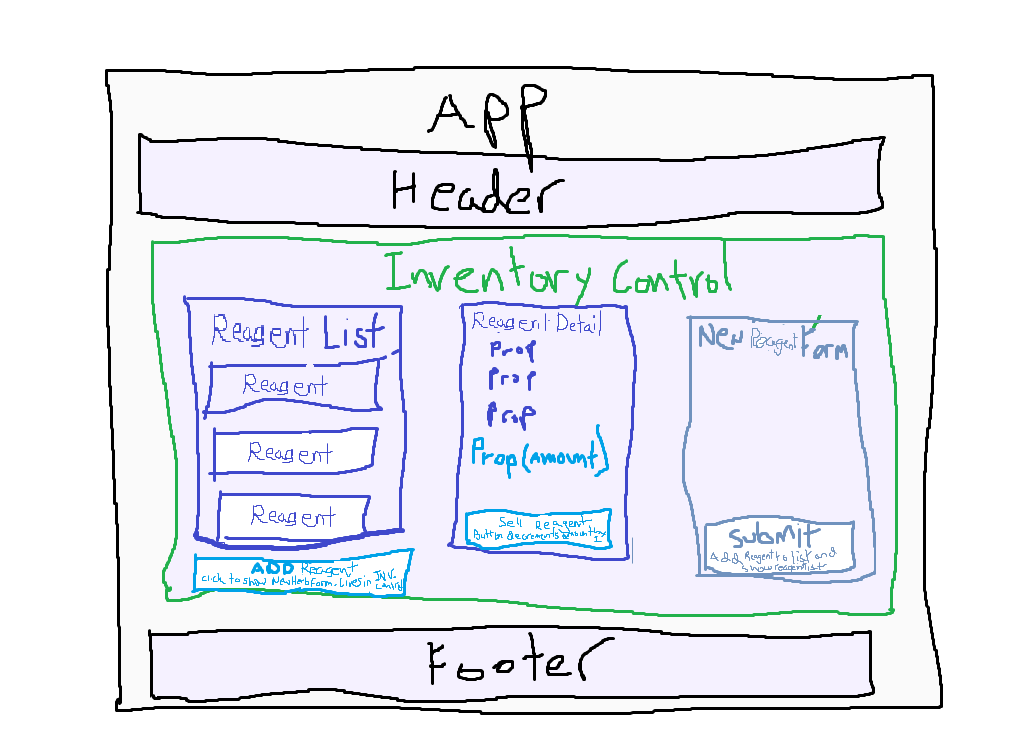 APP
Header
Inventory Control
Reagent List
Reagent
Reagent
Reagent
ADD Reagent
click to show NewHerbForm. Lives in INV.
Control
Reagent Detail
Prop
Prop
Prop
Prop(Amount)
Sell Reagent
Button decrements amount by
1
New Reagent Form
Submit
Add Reagent to list and
show reagentlist
Footer